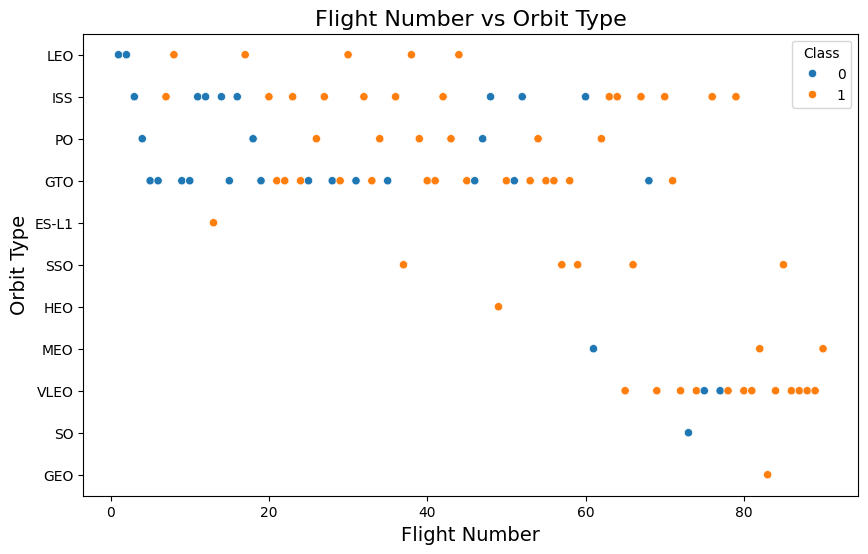 Flight Number vs Orbit Type
Orbit Type
LEO
ISS
PO
GTO
ES-L1
SSO
HEO
MEO
VLEO
SO
GEO
Class
0
1
0 20 40 60 80
Flight Number